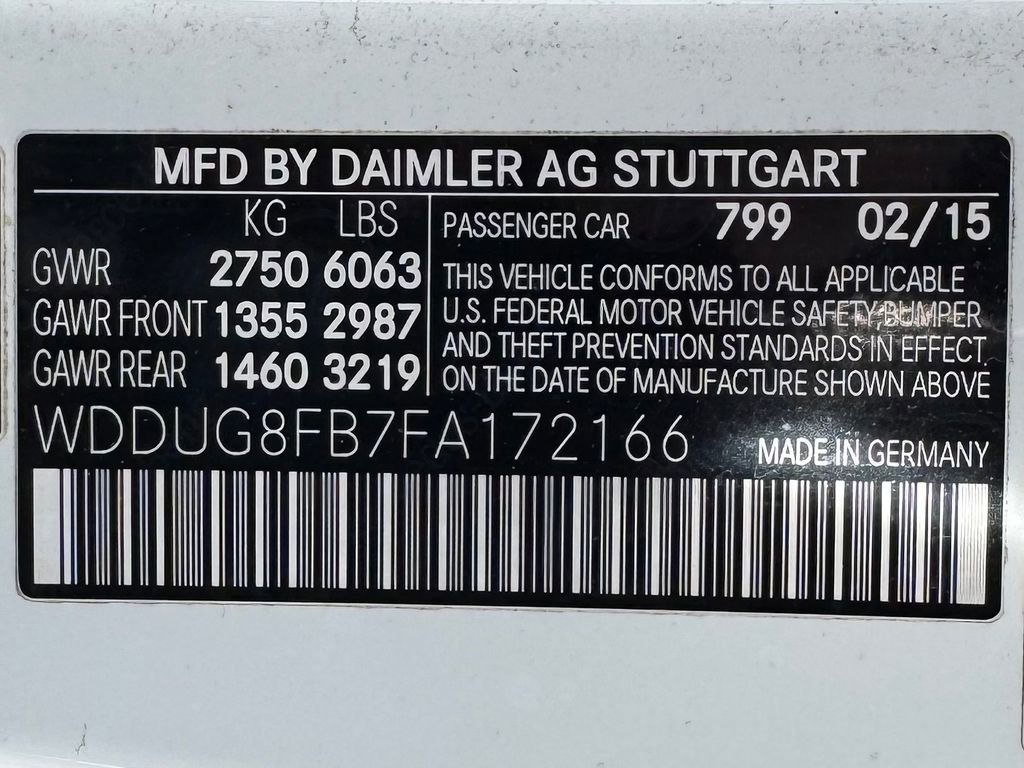 MFD BY DAIMLER AG STUTTGART
KG LBS
GVWR 2750 6063
GAWR FRONT 1355 2987
GAWR REAR 1460 3219
PASSENGER CAR 799 02/15
THIS VEHICLE CONFORMS TO ALL APPLICABLE
U.S. FEDERAL MOTOR VEHICLE SAFETY,BUMPER
AND THEFT PREVENTION STANDARDS IN EFFECT
ON THE DATE OF MANUFACTURE SHOWN ABOVE
WDDUG8FB7FA172166
MADE IN GERMANY